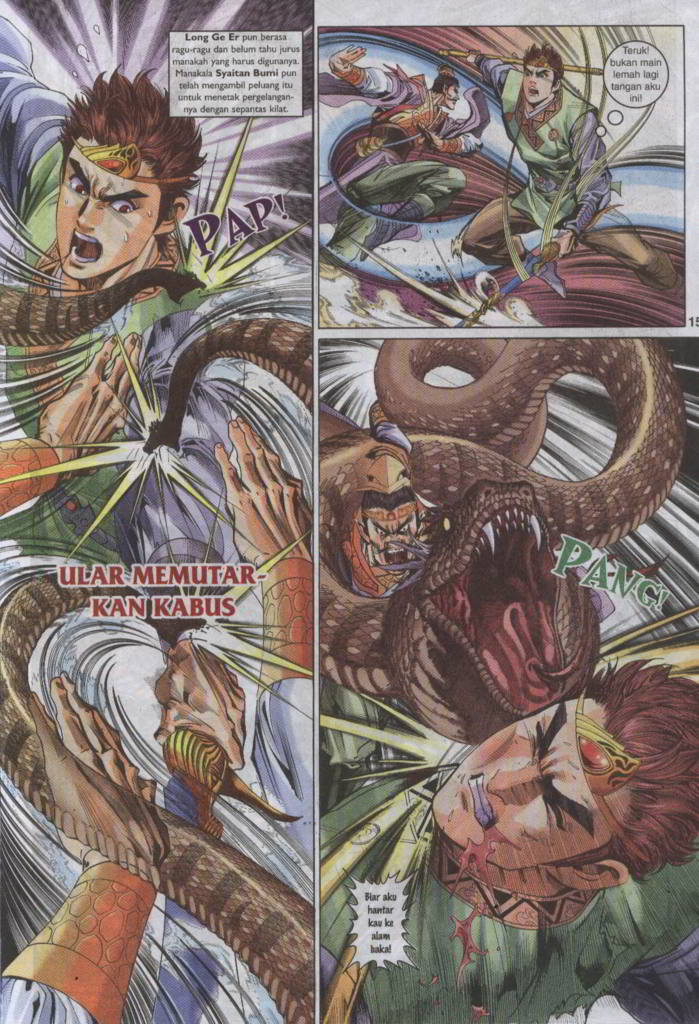 Long Ge Er pun berasa
ragu-ragu dan belum tahu jurus
manakah yang harus digunanya.
Manakala Syaitan Bumi pun
telah mengambil peluang itu
untuk menetak pergelangan-
nya dengan sepantas kilat.
PAP!
ULAR MEMUTAR-
KAN KABUS
Teruk!
bukan main
lemah lagi
tangan aku
ini!
15
PANG!
Biar aku
hantar
kau ke
alam
baka!